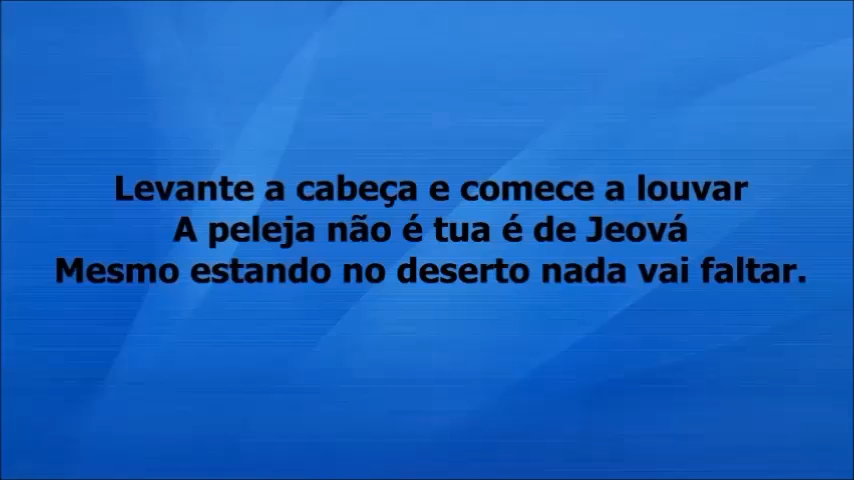 Levante a cabeça e comece a louvar
A peleja não é tua é de Jeová
Mesmo estando no deserto nada vai faltar.